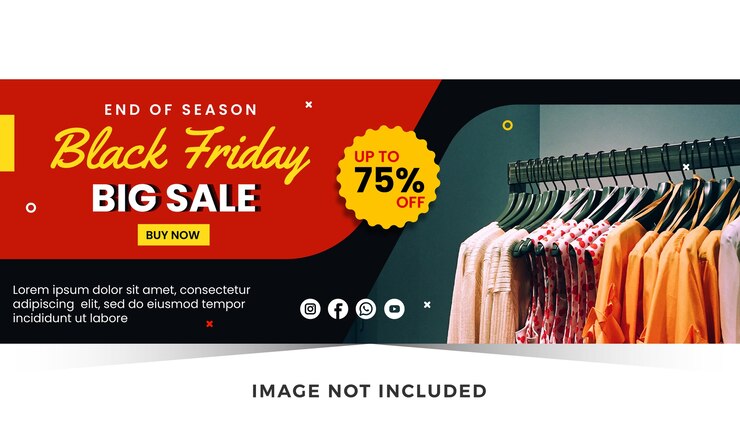 END OF SEASON
Black Friday
BIG SALE
BUY NOW
UP TO
75%
OFF
Lorem ipsum dolor sit amet, consectetur
adipiscing elit, sed do eiusmod tempor
incididunt ut labore
IMAGE NOT INCLUDED